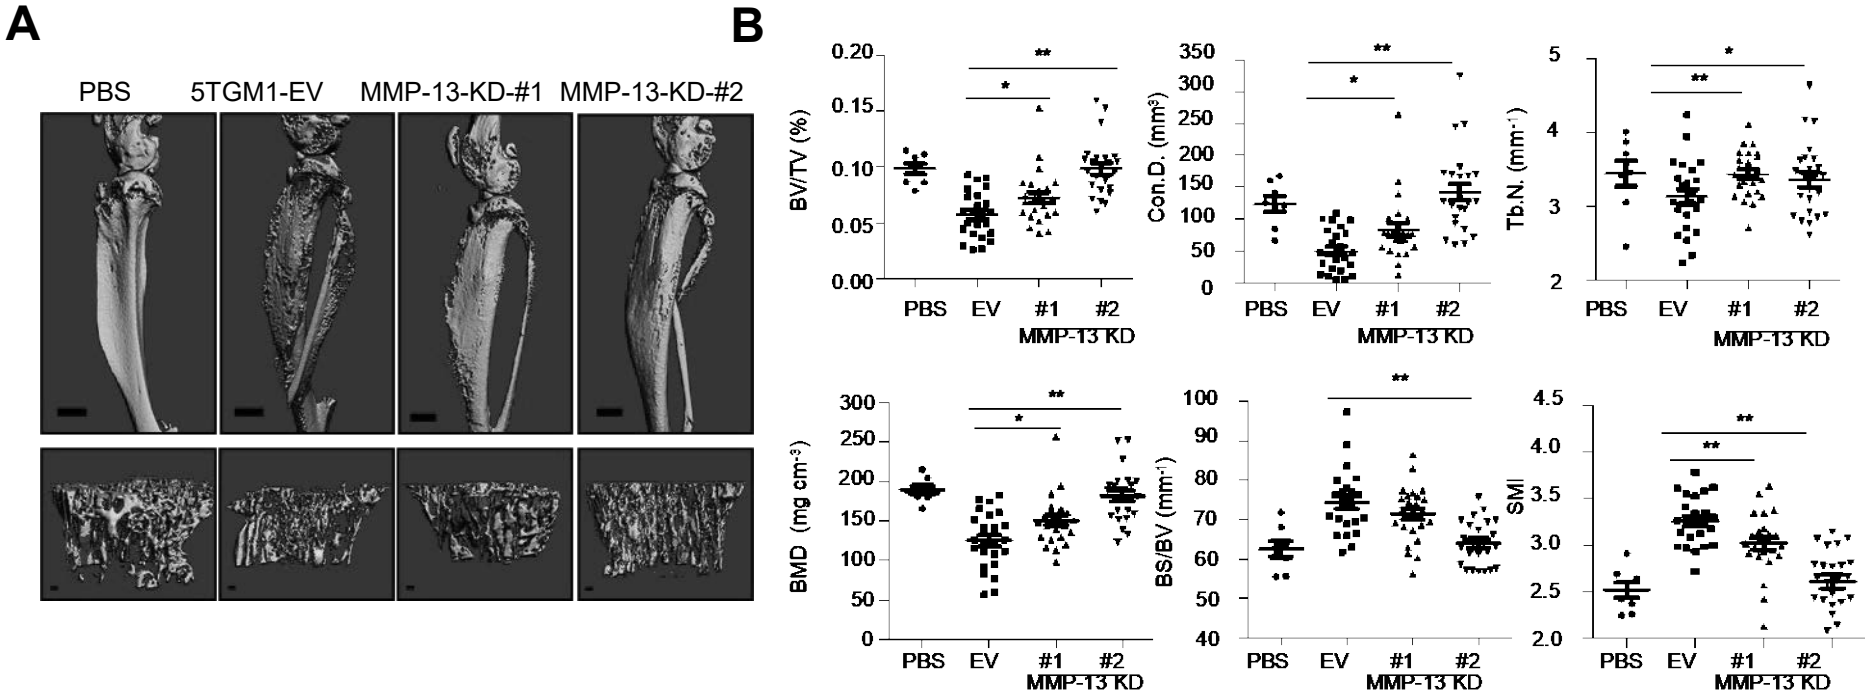 A
PBS 5TGM1-EV MMP-13-KD-#1 MMP-13-KD-#2
B
BV/TV (%)
0.20
0.15
0.10
0.05
0.00
**
*
PBS EV #1 #2
MMP-13 KD
Con.D. (mm³)
350
300
250
200
150
100
50
0
**
*
PBS EV #1 #2
MMP-13 KD
Tb.N. (mm⁻¹)
5
4
3
2
*
**
PBS EV #1 #2
MMP-13 KD
BMD (mg cm⁻³)
300
250
200
150
100
50
0
**
*
PBS EV #1 #2
MMP-13 KD
BS/BV (mm⁻¹)
100
90
80
70
60
50
40
**
PBS EV #1 #2
MMP-13 KD
SMI
4.5
4.0
3.5
3.0
2.5
2.0
**
**
PBS EV #1 #2
MMP-13 KD